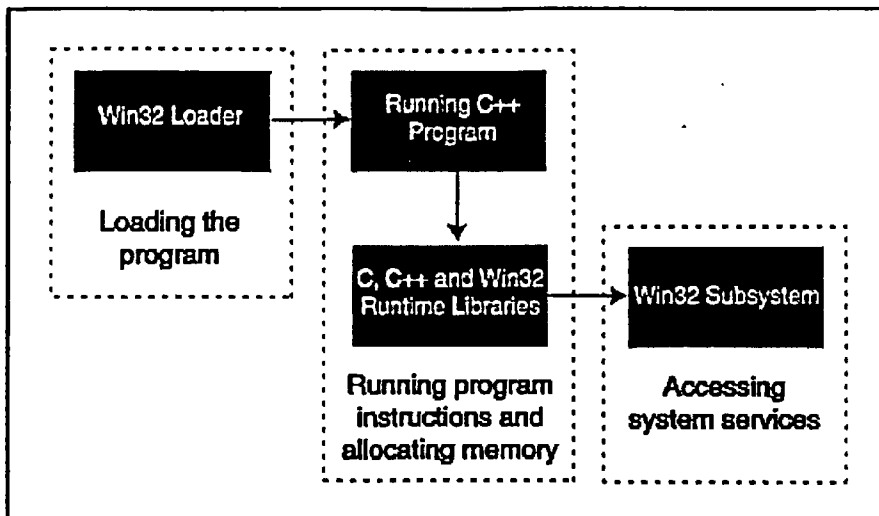 Win32 Loader
Loading the
program
Running C++
Program
C, C++ and Win32
Runtime Libraries
Running program
instructions and
allocating memory
Win32 Subsystem
Accessing
system services